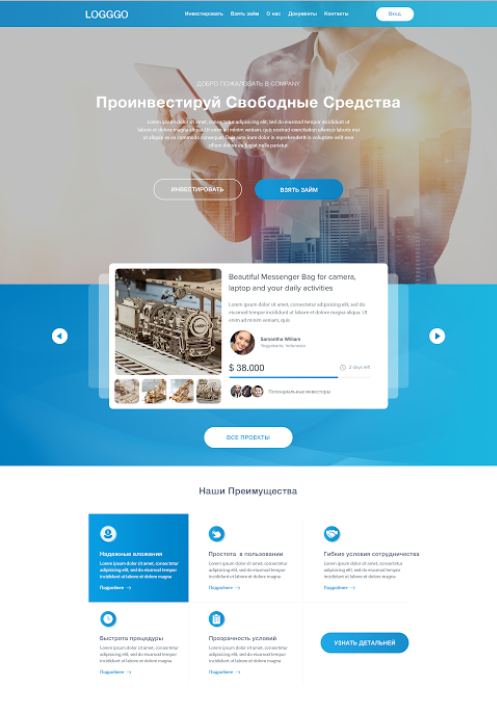 LOGGGO
Инвестировать Взять займ О нас Документы Контакты
Вход
ДОБРО ПОЖАЛОВАТЬ В COMPANY
Проинвестируй Свободные Средства
Lorem ipsum dolor sit amet, consectetur adipisicing elit, sed do eiusmod tempor incididunt ut
labore et dolore magna aliqua. Ut enim ad minim veniam, quis nostrud exercitation ullamco laboris nisi
ut aliquip ex ea commodo consequat. Duis aute irure dolor in reprehenderit in voluptate velit esse
cillum dolore eu fugiat nulla pariatur.
ИНВЕСТИРОВАТЬ
ВЗЯТЬ ЗАЙМ
Beautiful Messenger Bag for camera,
laptop and your daily activities
Lorem ipsum dolor sit amet, consectetur adipisicing elit, sed do
eiusmod tempor incididunt ut labore et dolore magna aliqua. Ut
enim ad minim veniam, quis
Samantha William
Yogyakarta, Indonesia
$ 38.000
2 days left
Потенциальные инвесторы
ВСЕ ПРОЕКТЫ
Наши Преимущества
Надежные вложения
Lorem ipsum dolor sit amet, consectetur
adipisicing elit, sed do eiusmod tempor
incididunt ut labore et dolore magna
Подробнее →
Простота в пользовании
Lorem ipsum dolor sit amet, consectetur
adipisicing elit, sed do eiusmod tempor
incididunt ut labore et dolore magna
Подробнее →
Гибкие условия сотрудничества
Lorem ipsum dolor sit amet, consectetur
adipisicing elit, sed do eiusmod tempor
incididunt ut labore et dolore magna
Подробнее →
Быстрота процедуры
Lorem ipsum dolor sit amet, consectetur
adipisicing elit, sed do eiusmod tempor
incididunt ut labore et dolore magna
Подробнее →
Прозрачность условий
Lorem ipsum dolor sit amet, consectetur
adipisicing elit, sed do eiusmod tempor
incididunt ut labore et dolore magna
Подробнее →
УЗНАТЬ ДЕТАЛЬНЕЙ